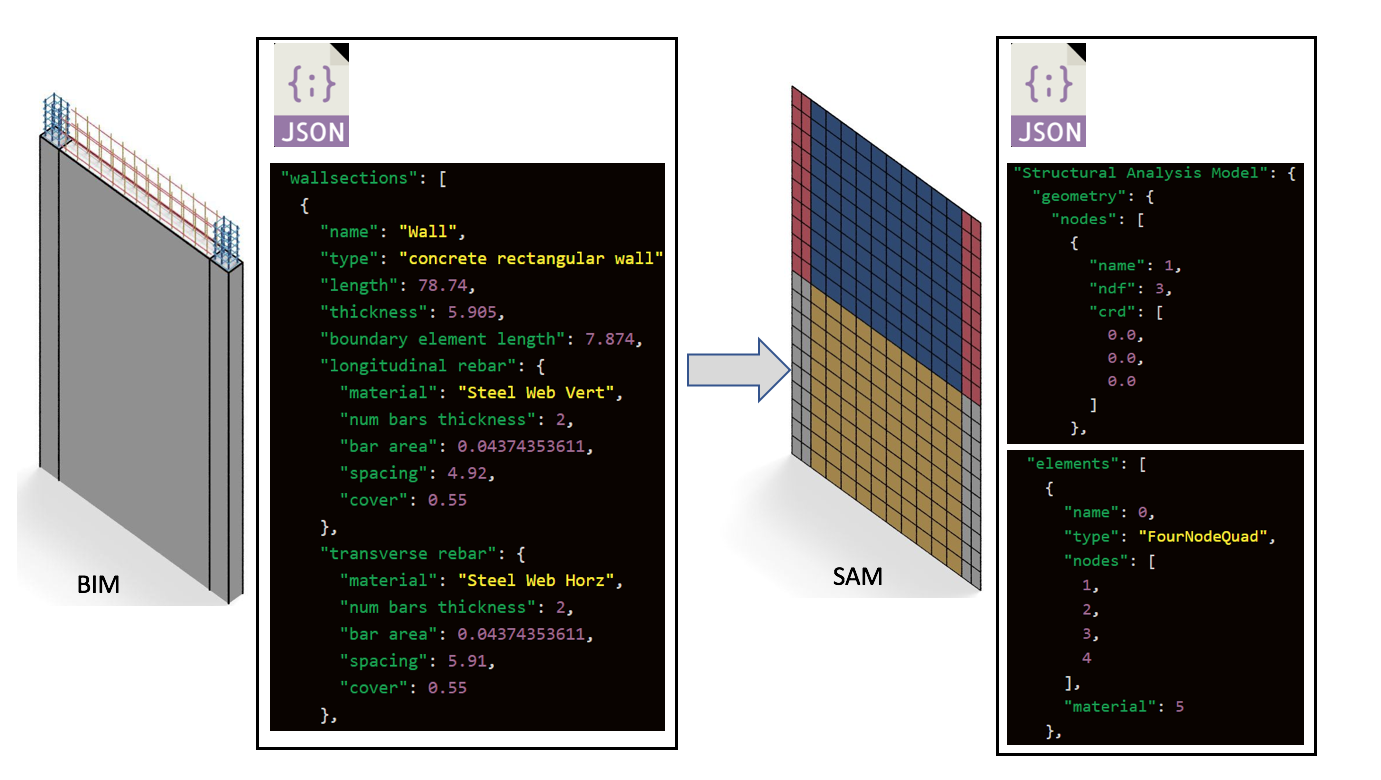 {;}
JSON
"wallsections": [
{
"name": "Wall",
"type": "concrete rectangular wall"
"length": 78.74,
"thickness": 5.905,
"boundary element length": 7.874,
"longitudinal rebar": {
"material": "Steel Web Vert",
"num bars thickness": 2,
"bar area": 0.04374353611,
"spacing": 4.92,
"cover": 0.55
},
"transverse rebar": {
"material": "Steel Web Horz",
"num bars thickness": 2,
"bar area": 0.04374353611,
"spacing": 5.91,
"cover": 0.55
},
BIM
SAM
{;}
JSON
"Structural Analysis Model": {
"geometry": {
"nodes": [
{
"name": 1,
"ndf": 3,
"crd": [
0.0,
0.0,
0.0
]
},
"elements": [
{
"name": 0,
"type": "FourNodeQuad",
"nodes": [
1,
2,
3,
4
],
"material": 5
},